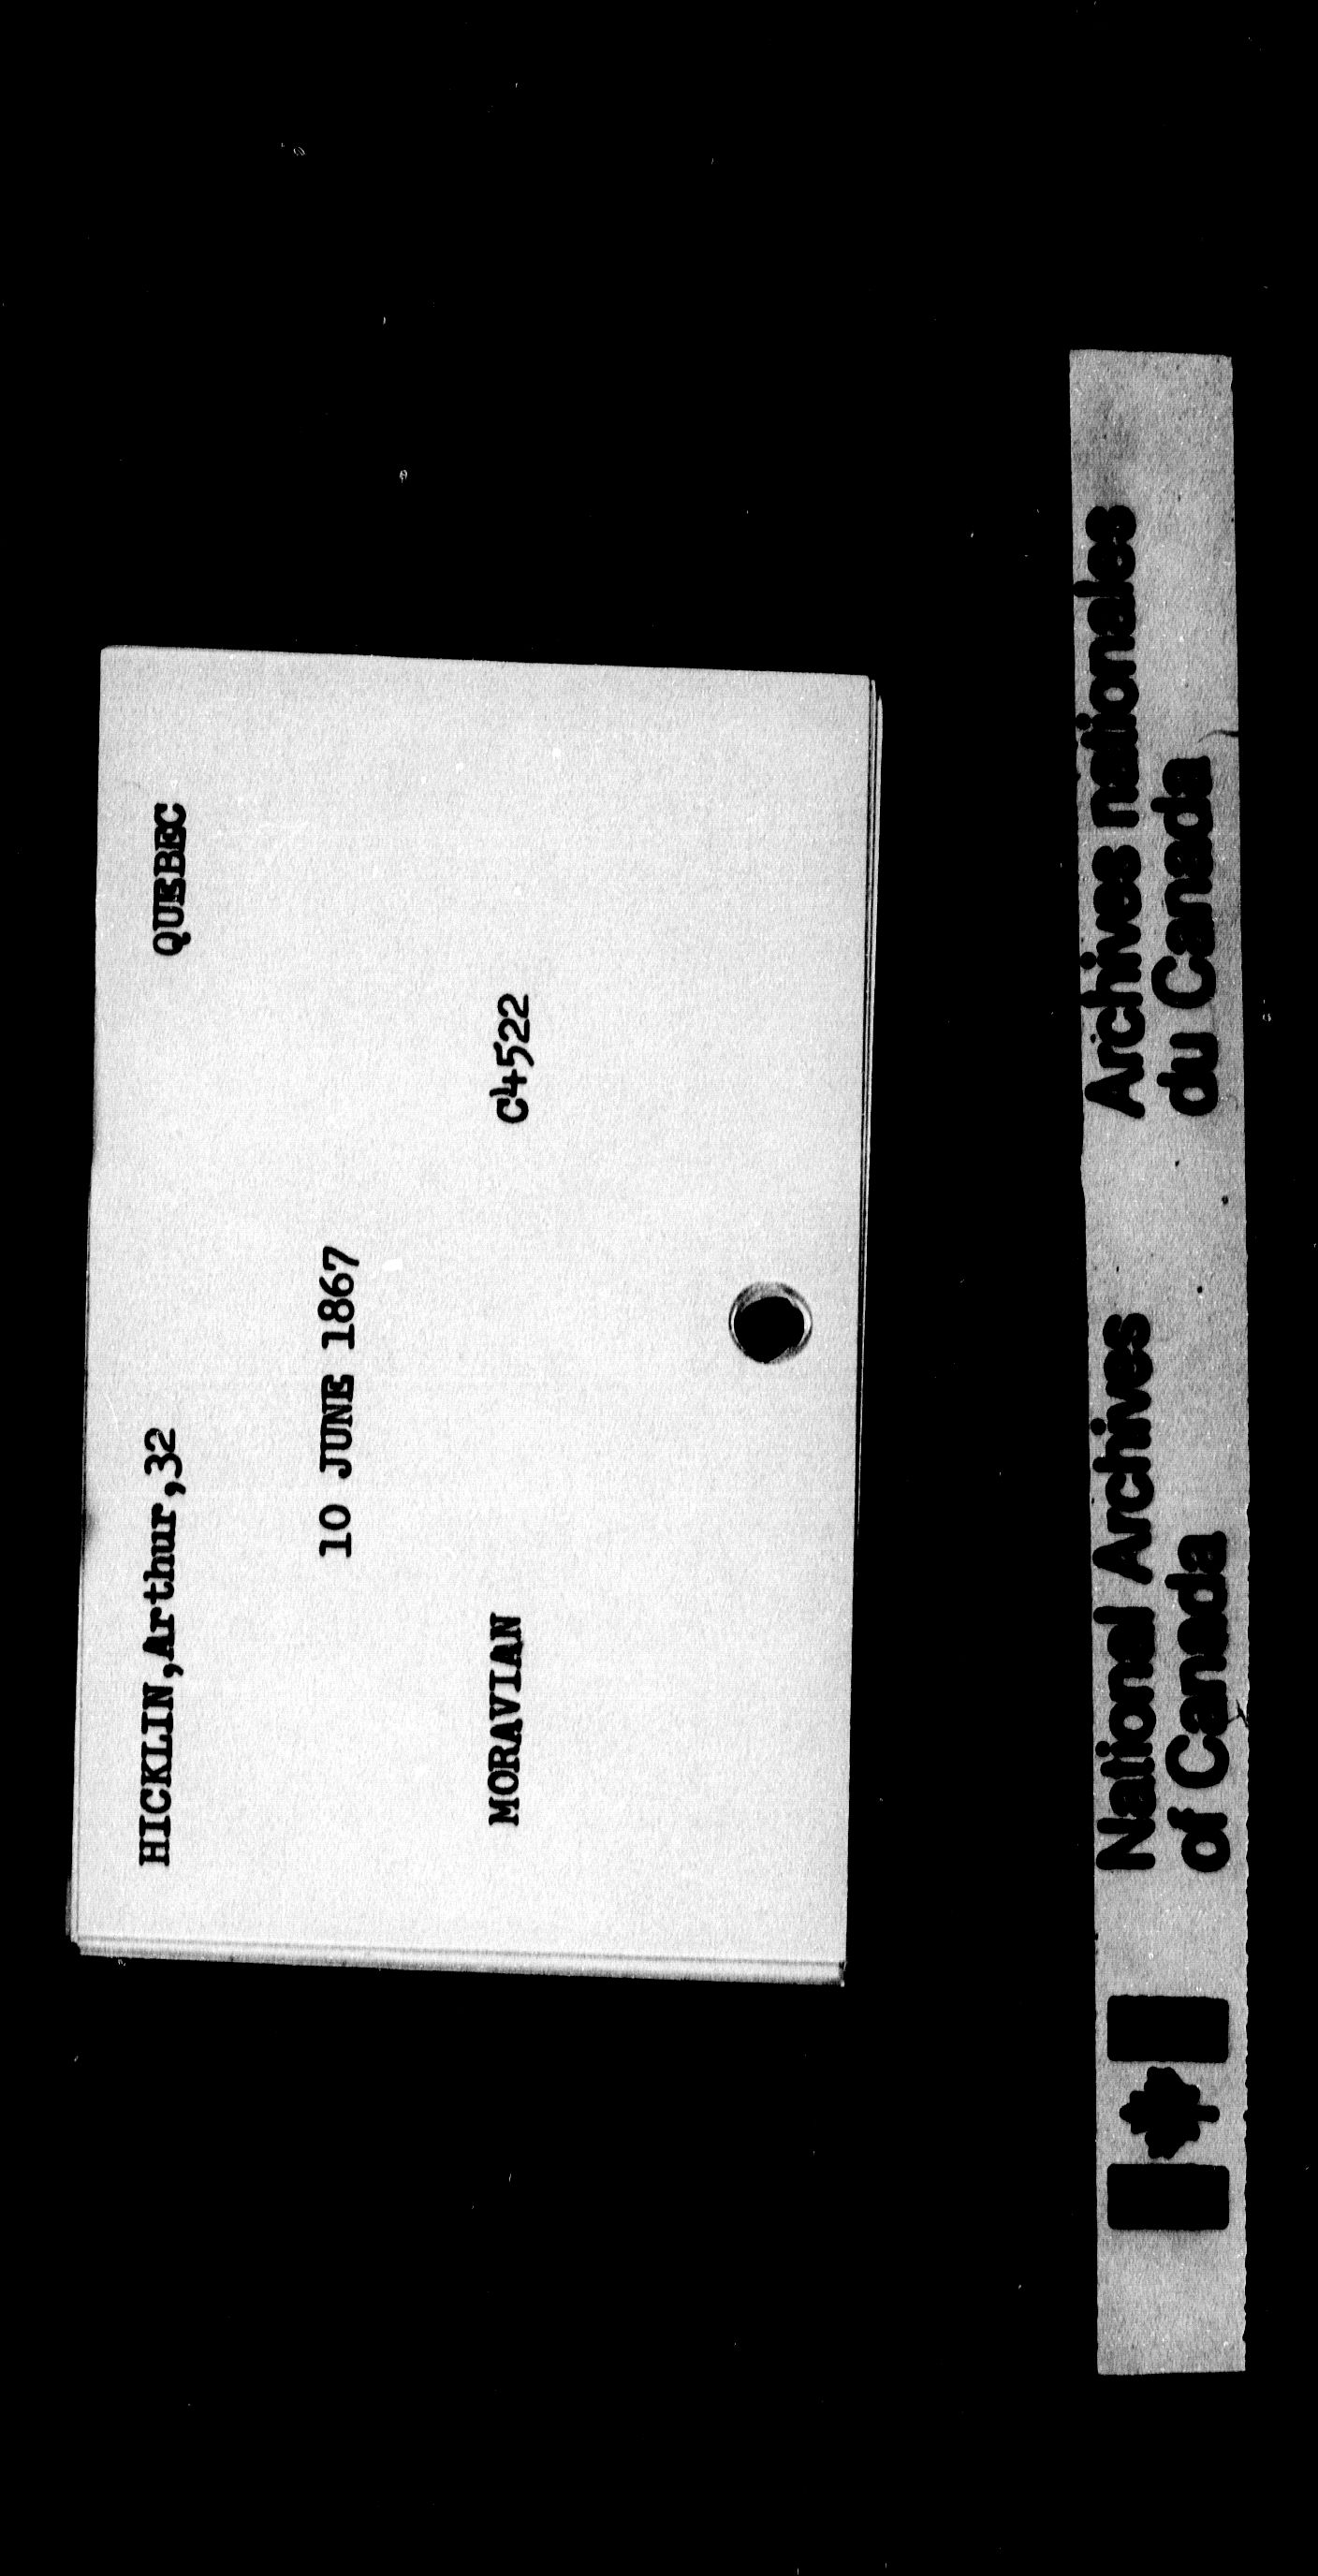 HICKLIN,Arthur,32 QUEBEC
10 JUNE 1867
MORAVIAN C4522
National Archives of Canada
Archives nationales du Canada